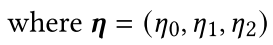 where 𝜼 = (η₀, η₁, η₂)